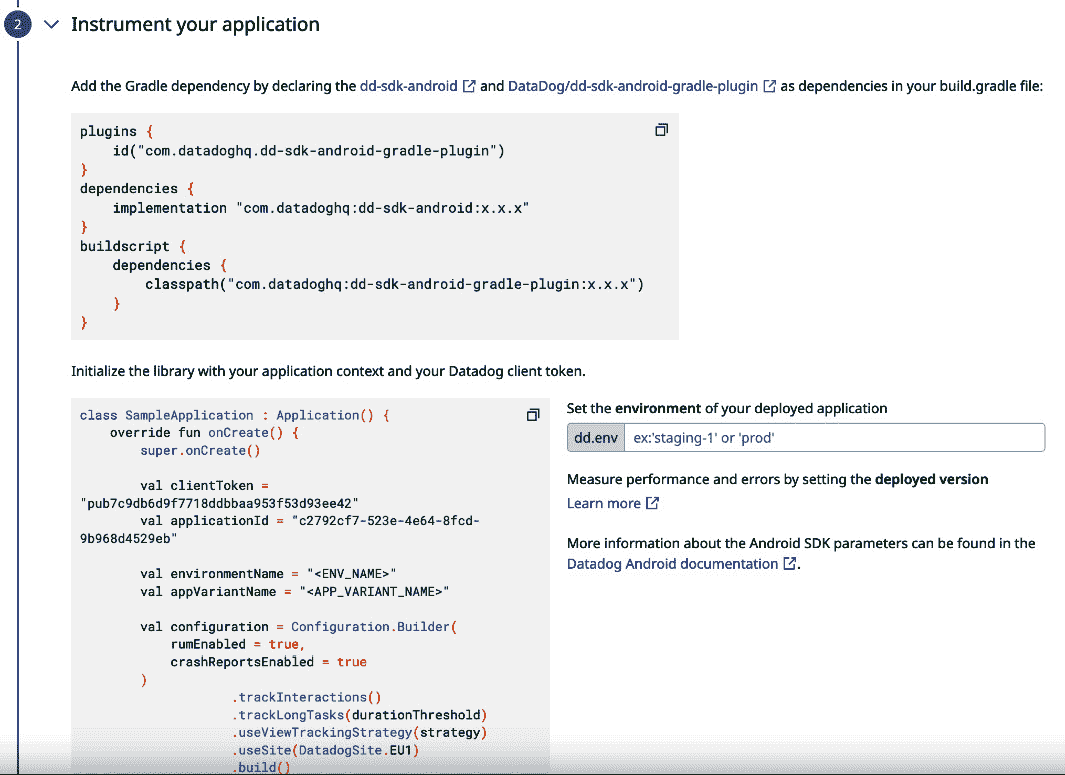 2
Instrument your application
Add the Gradle dependency by declaring the dd-sdk-android and DataDog/dd-sdk-android-gradle-plugin as dependencies in your build.gradle file:
plugins {
    id("com.datadoghq.dd-sdk-android-gradle-plugin")
}
dependencies {
    implementation "com.datadoghq:dd-sdk-android:x.x.x"
}
buildscript {
    dependencies {
        classpath("com.datadoghq:dd-sdk-android-gradle-plugin:x.x.x")
    }
}
Initialize the library with your application context and your Datadog client token.
class SampleApplication : Application() {
    override fun onCreate() {
        super.onCreate()
        val clientToken =
"pub7c9db6d9f7718ddbbaa953f53d93ee42"
        val applicationId = "c2792cf7-523e-4e64-8fcd-
9b968d4529eb"
        val environmentName = "<ENV_NAME>"
        val appVariantName = "<APP_VARIANT_NAME>"
        val configuration = Configuration.Builder(
            rumEnabled = true,
            crashReportsEnabled = true
        )
                    .trackInteractions()
                    .trackLongTasks(durationThreshold)
                    .useViewTrackingStrategy(strategy)
                    .useSite(DatadogSite.EU1)
                    .build()
Set the environment of your deployed application
dd.env ex:'staging-1' or 'prod'
Measure performance and errors by setting the deployed version
Learn more
More information about the Android SDK parameters can be found in the
Datadog Android documentation.